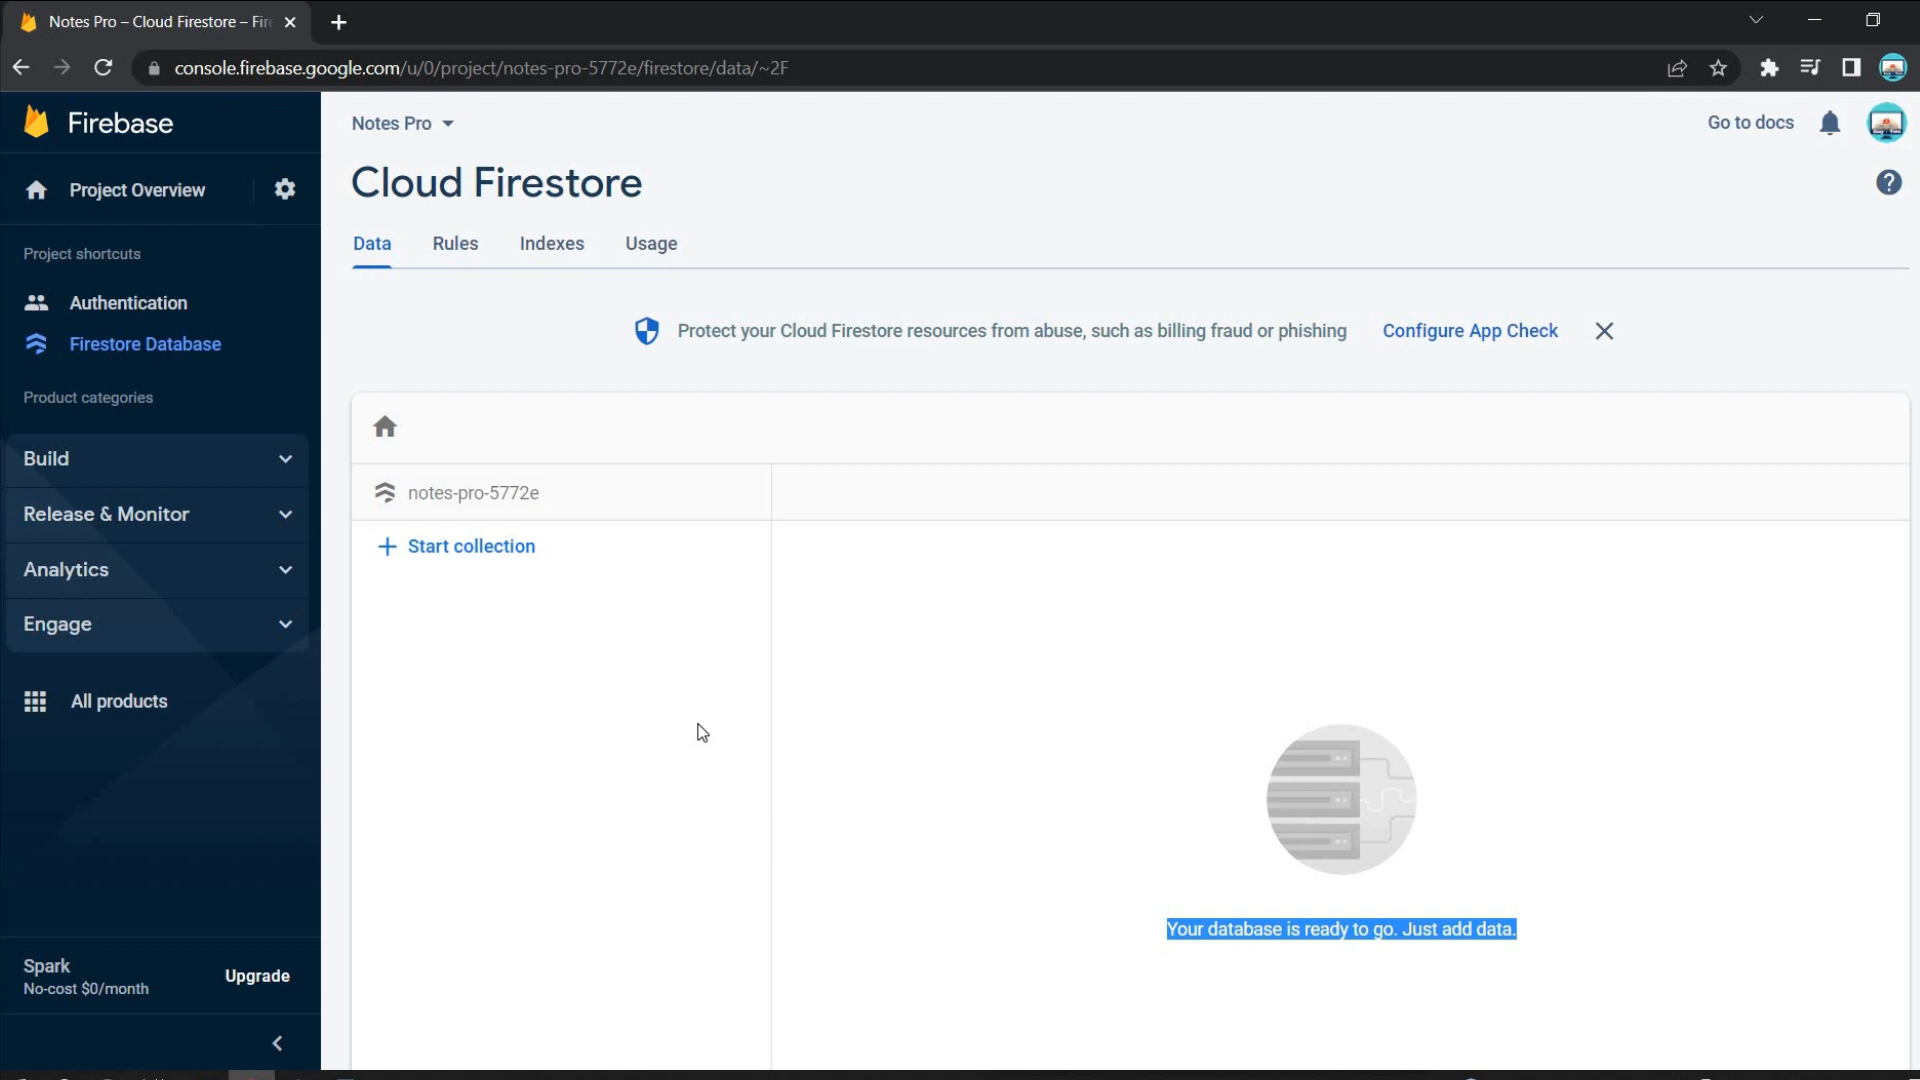 Notes Pro – Cloud Firestore – Fir
console.firebase.google.com/u/0/project/notes-pro-5772e/firestore/data/~2F
Firebase
Notes Pro
Go to docs
Project Overview
Cloud Firestore
Data Rules Indexes Usage
Project shortcuts
Authentication
Firestore Database
Protect your Cloud Firestore resources from abuse, such as billing fraud or phishing Configure App Check
Product categories
Build
Release & Monitor
Analytics
Engage
All products
notes-pro-5772e
Start collection
Your database is ready to go. Just add data.
Spark
No-cost $0/month
Upgrade